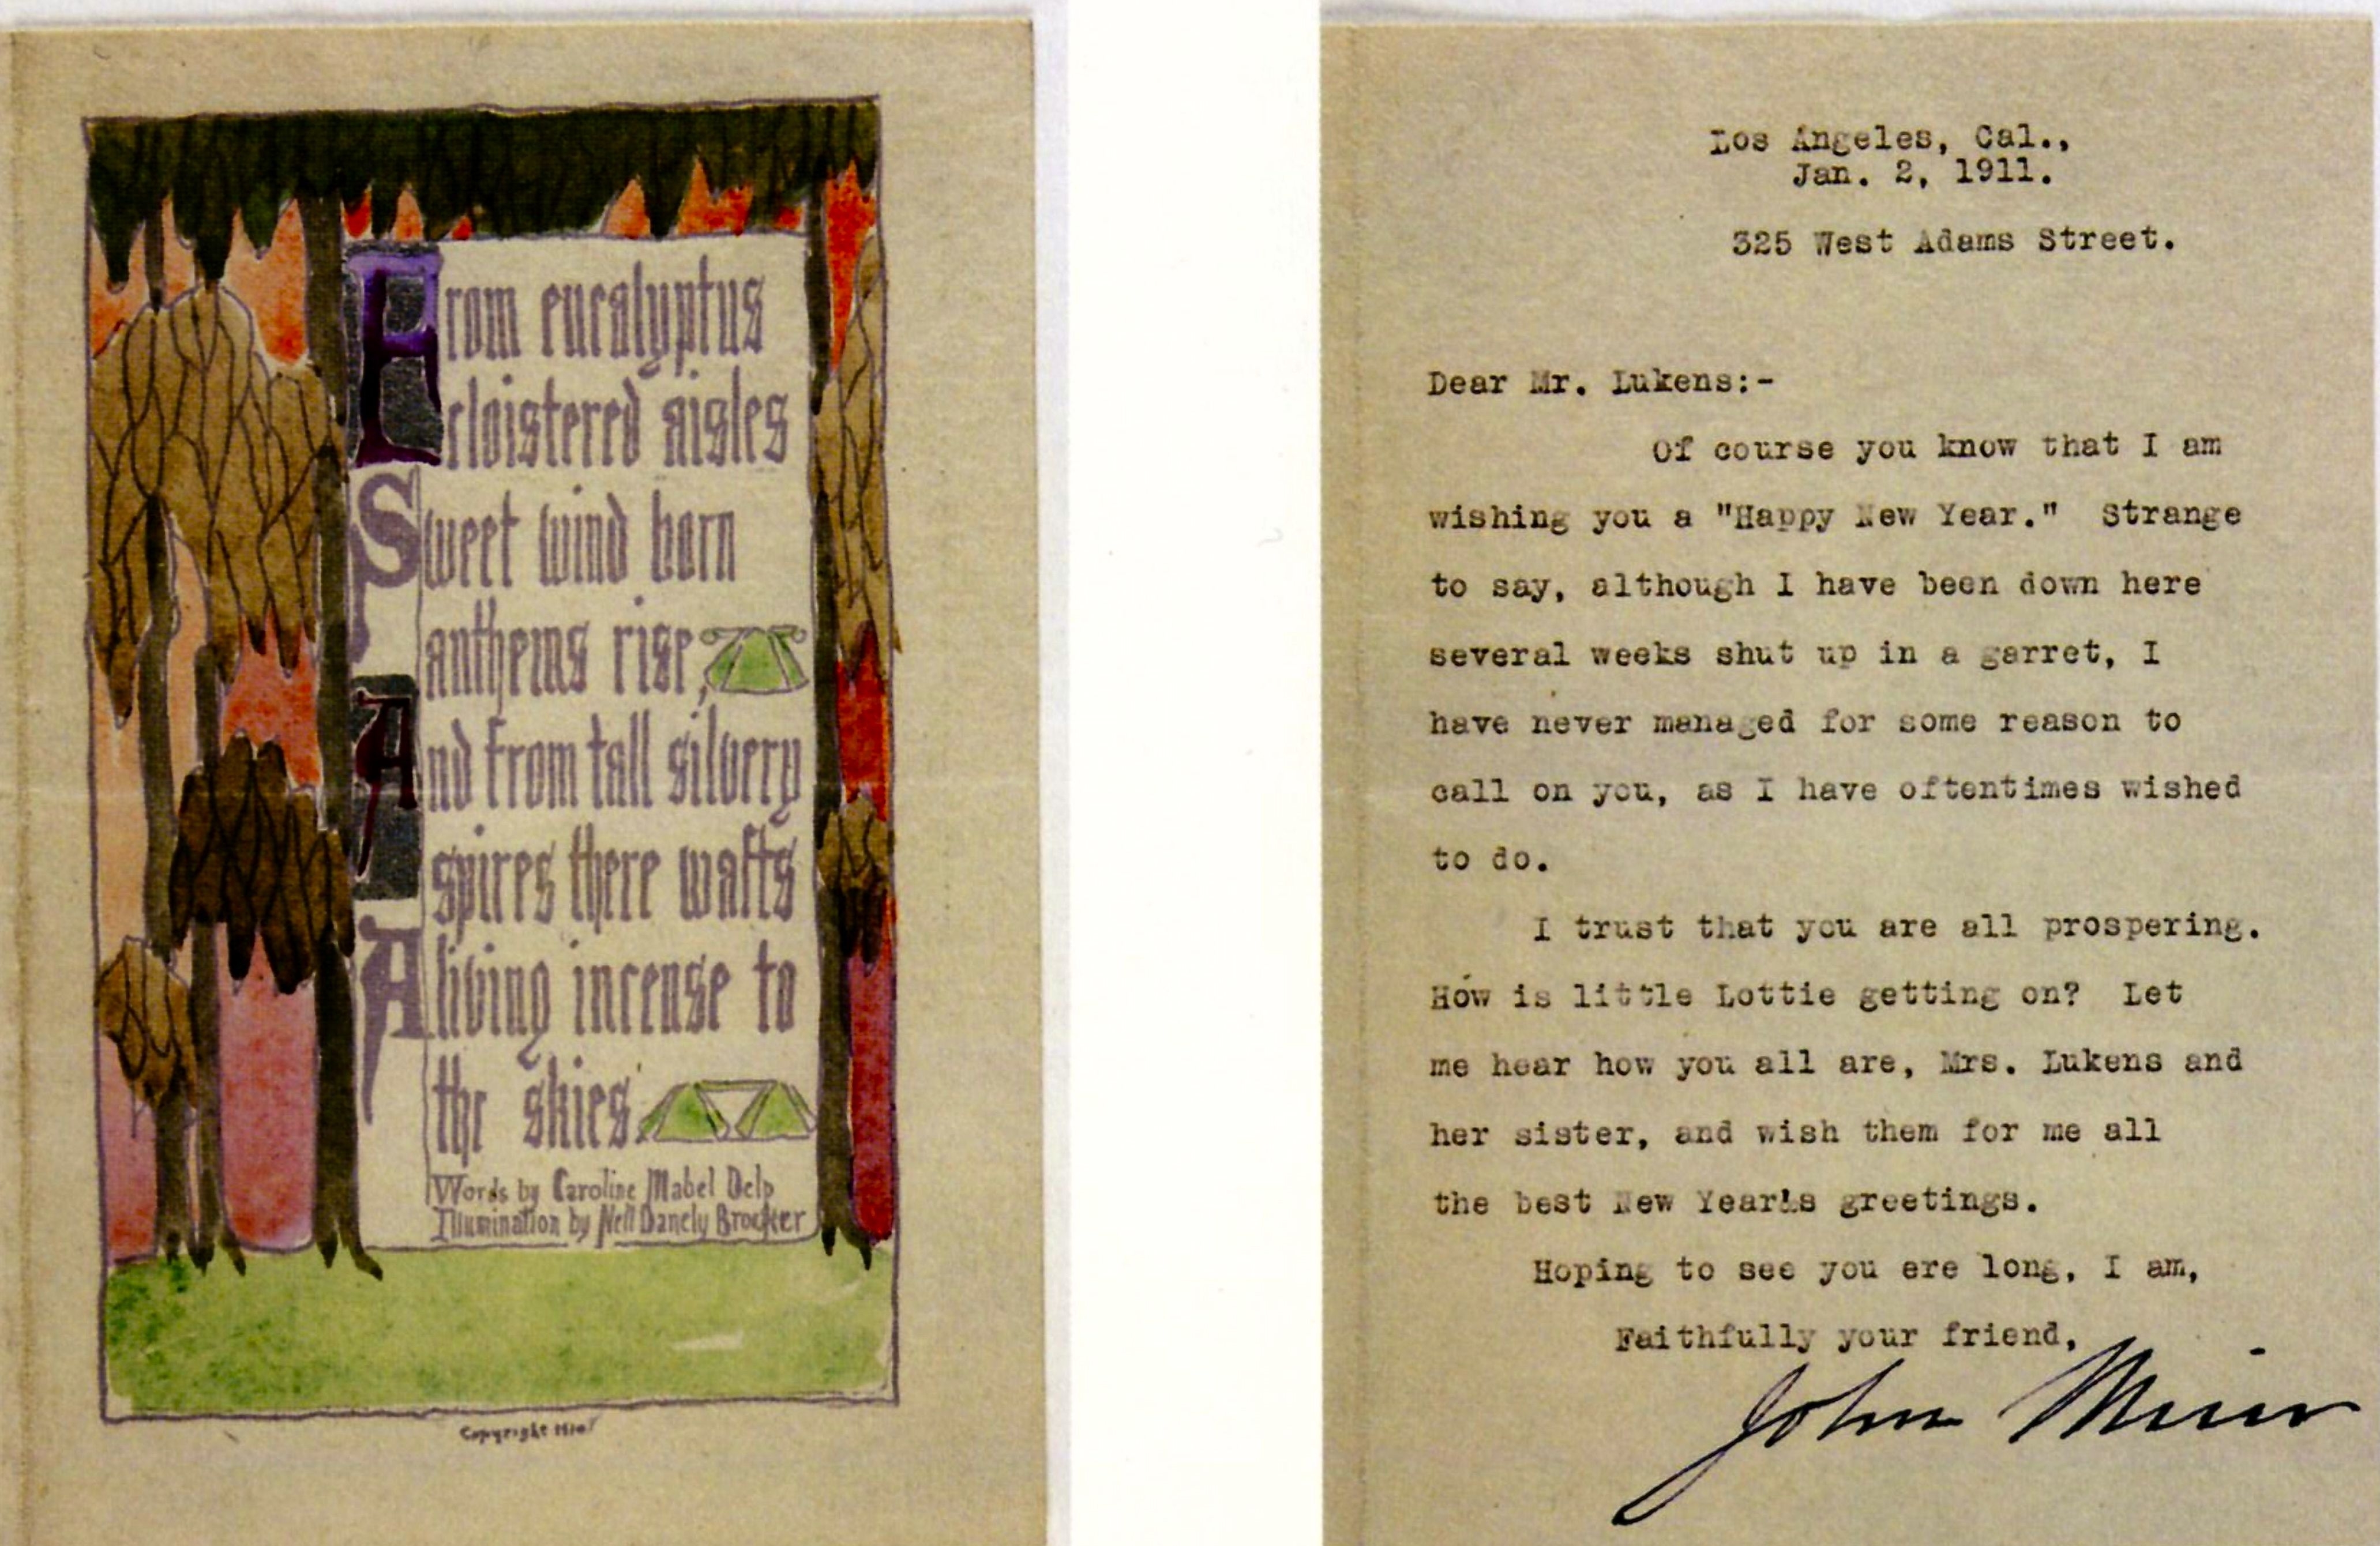 From eucalyptus
cloistered aisles
Sweet wind born
anthems rise,
And from tall silvery
spires there wafts
A living incense to
the skies.
Words by Caroline Mabel Delp
Illumination by Nell Danely Brocker
Copyright 1910
Los Angeles, Cal.,
Jan. 2, 1911.
325 West Adams Street.
Dear Mr. Lukens:-
Of course you know that I am
wishing you a "Happy New Year." Strange
to say, although I have been down here
several weeks shut up in a garret, I
have never managed for some reason to
call on you, as I have oftentimes wished
to do.
I trust that you are all prospering.
How is little Lottie getting on? Let
me hear how you all are, Mrs. Lukens and
her sister, and wish them for me all
the best New Year's greetings.
Hoping to see you ere long, I am,
Faithfully your friend,
John Muir